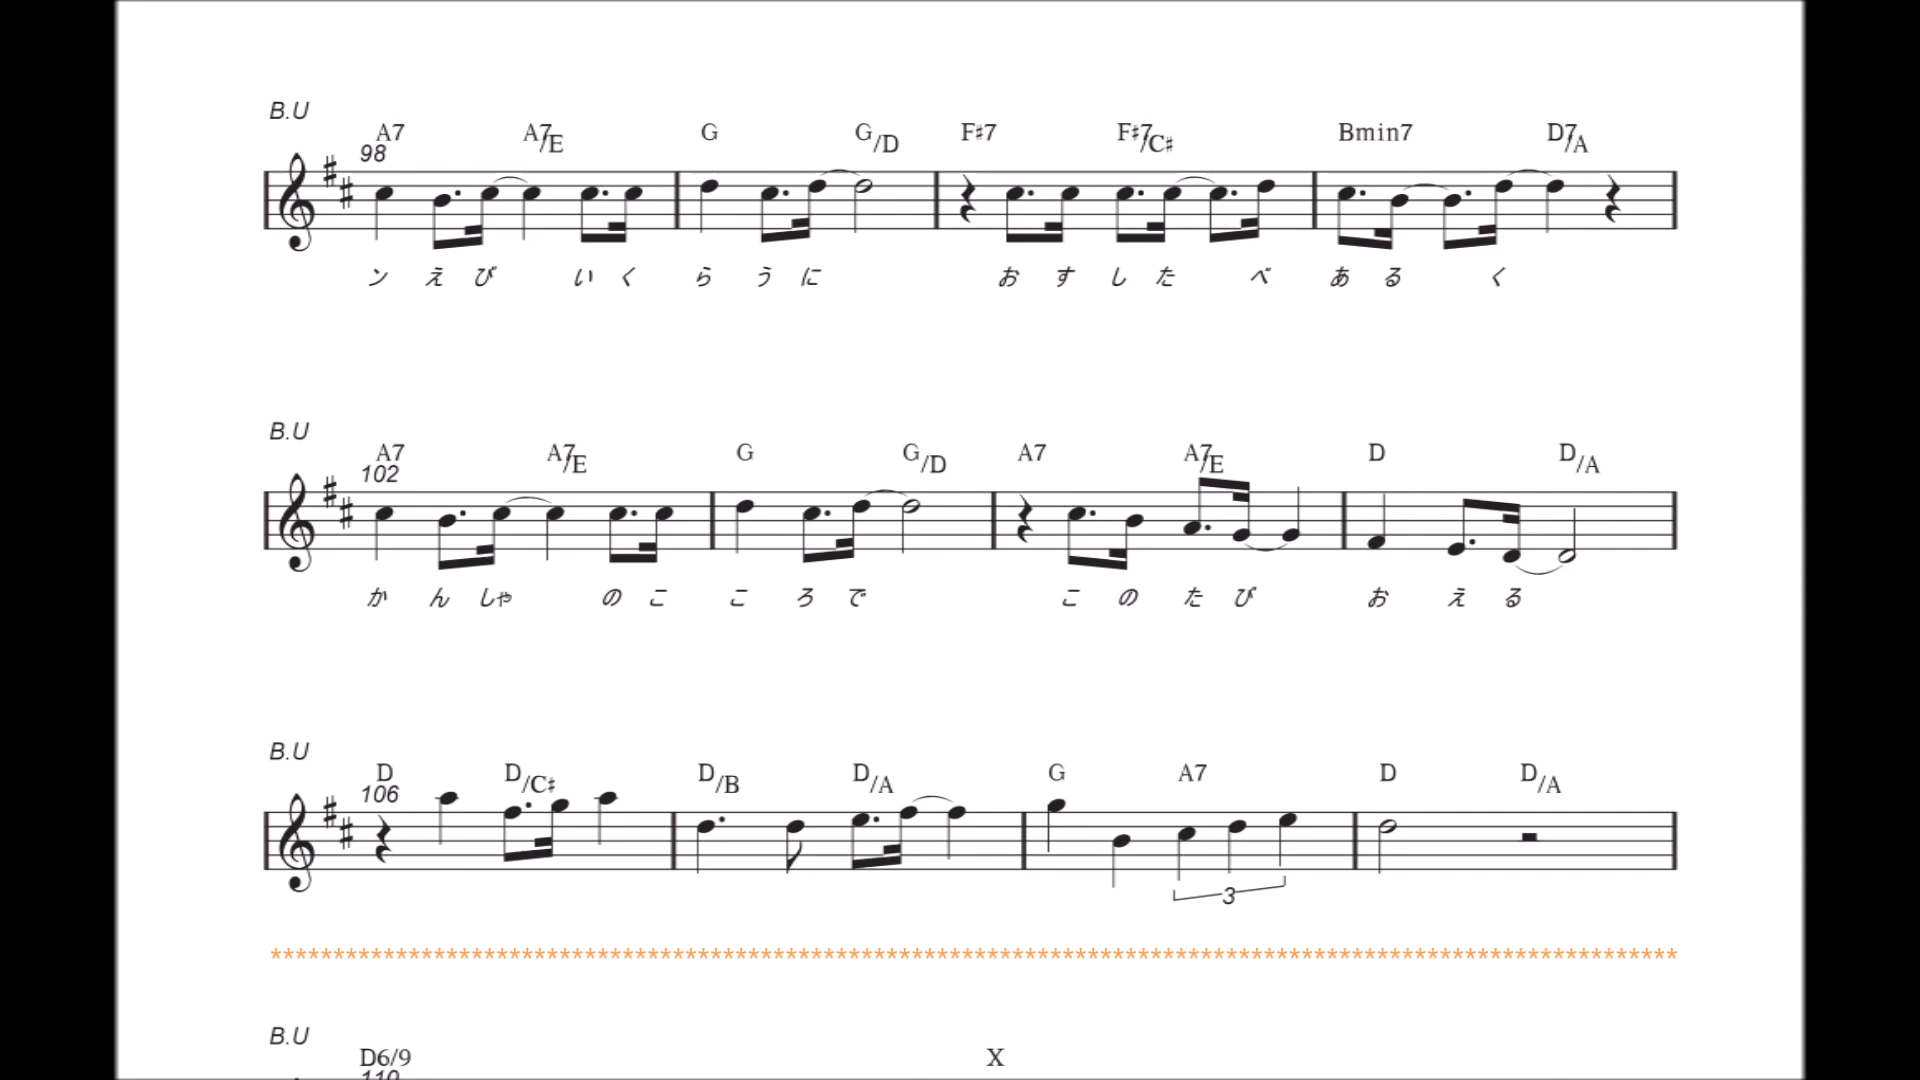 B.U
A7 A7/E G G/D F#7 F#7/C# Bmin7 D7/A
98
ン え び い く ら う に お す し た べ あ る く
B.U
A7 A7/E G G/D A7 A7/E D D/A
102
か ん しゃ の こ こ ろ で こ の た び お え る
B.U
D D/C# D/B D/A G A7 D D/A
106
3
****************************************************************************************************************
B.U
D6/9 X
110